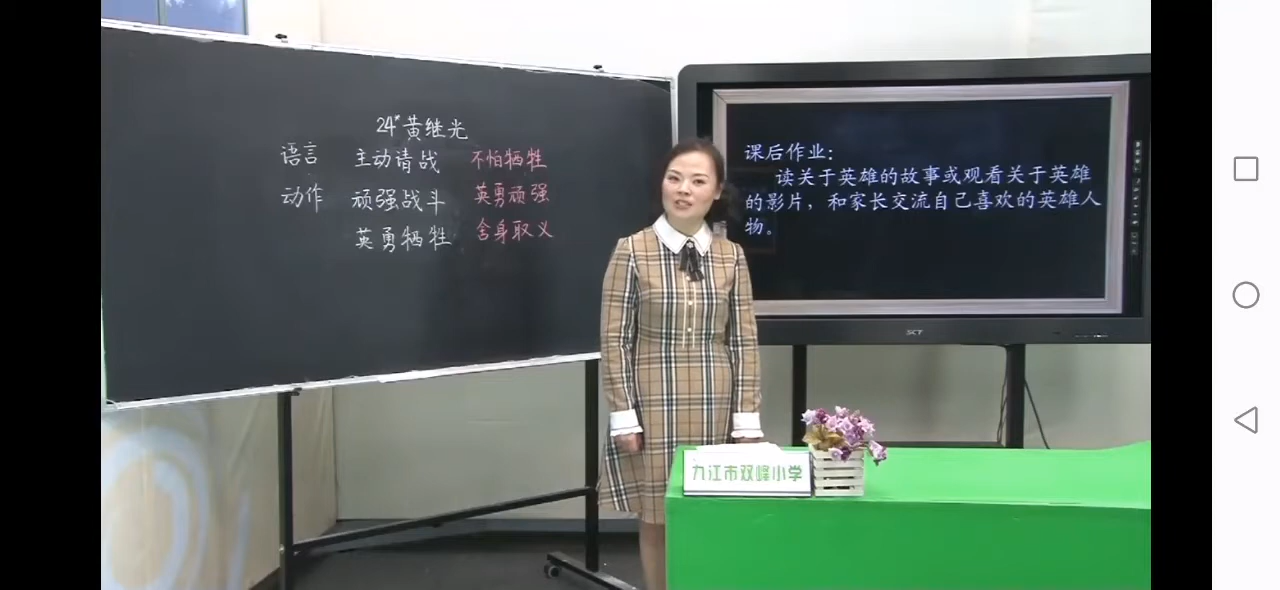 24*黄继光
语言 主动请战 不怕牺牲
动作 顽强战斗 英勇顽强
英勇牺牲 舍身取义
课后作业:
读关于英雄的故事或观看关于英雄
的影片，和家长交流自己喜欢的英雄人
物。
SCT
九江市双峰小学